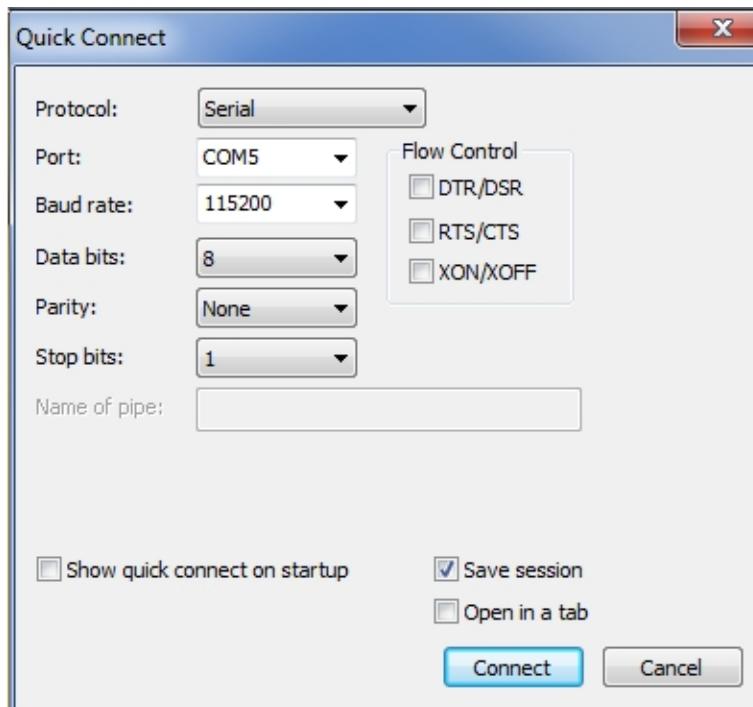 Quick Connect
Protocol: Serial
Port: COM5
Baud rate: 115200
Data bits: 8
Parity: None
Stop bits: 1
Name of pipe:
Flow Control
DTR/DSR
RTS/CTS
XON/XOFF
Show quick connect on startup
Save session
Open in a tab
Connect Cancel